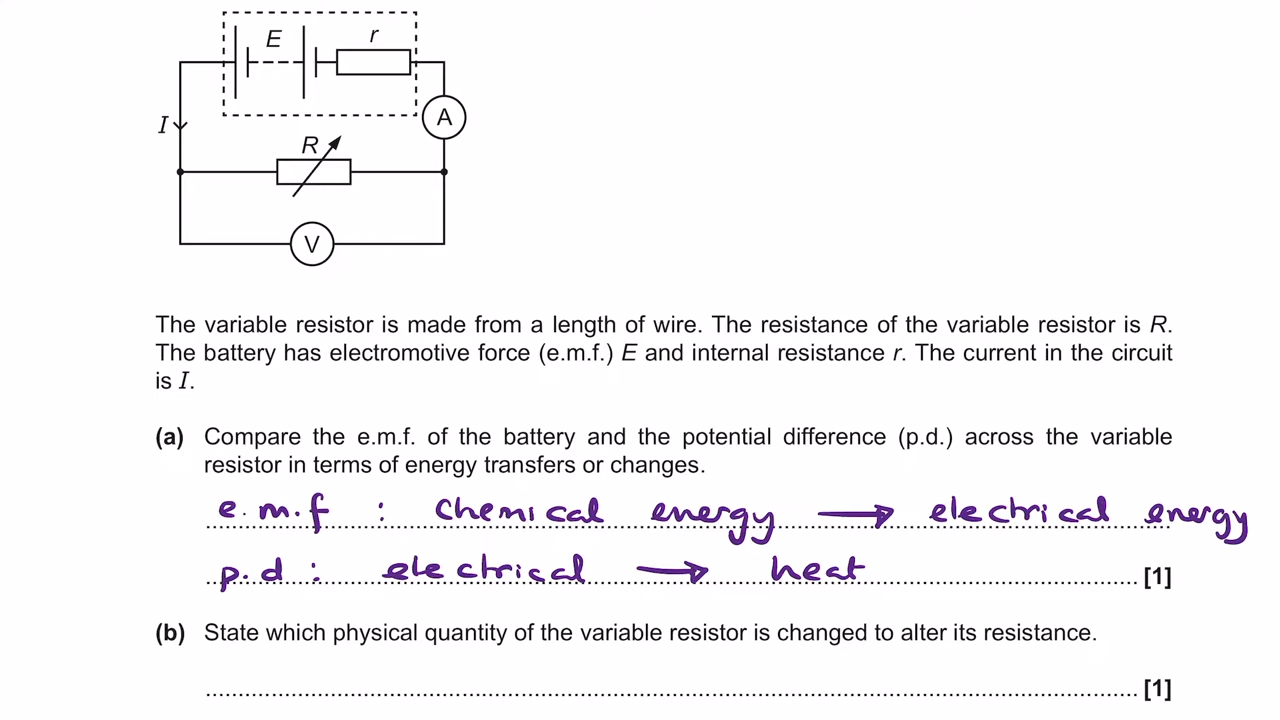 E
r
I
A
R
V
The variable resistor is made from a length of wire. The resistance of the variable resistor is R.
The battery has electromotive force (e.m.f.) E and internal resistance r. The current in the circuit
is I.
(a) Compare the e.m.f. of the battery and the potential difference (p.d.) across the variable
resistor in terms of energy transfers or changes.
e.m.f : chemical energy → electrical energy
p.d : electrical → heat [1]
(b) State which physical quantity of the variable resistor is changed to alter its resistance.
[1]